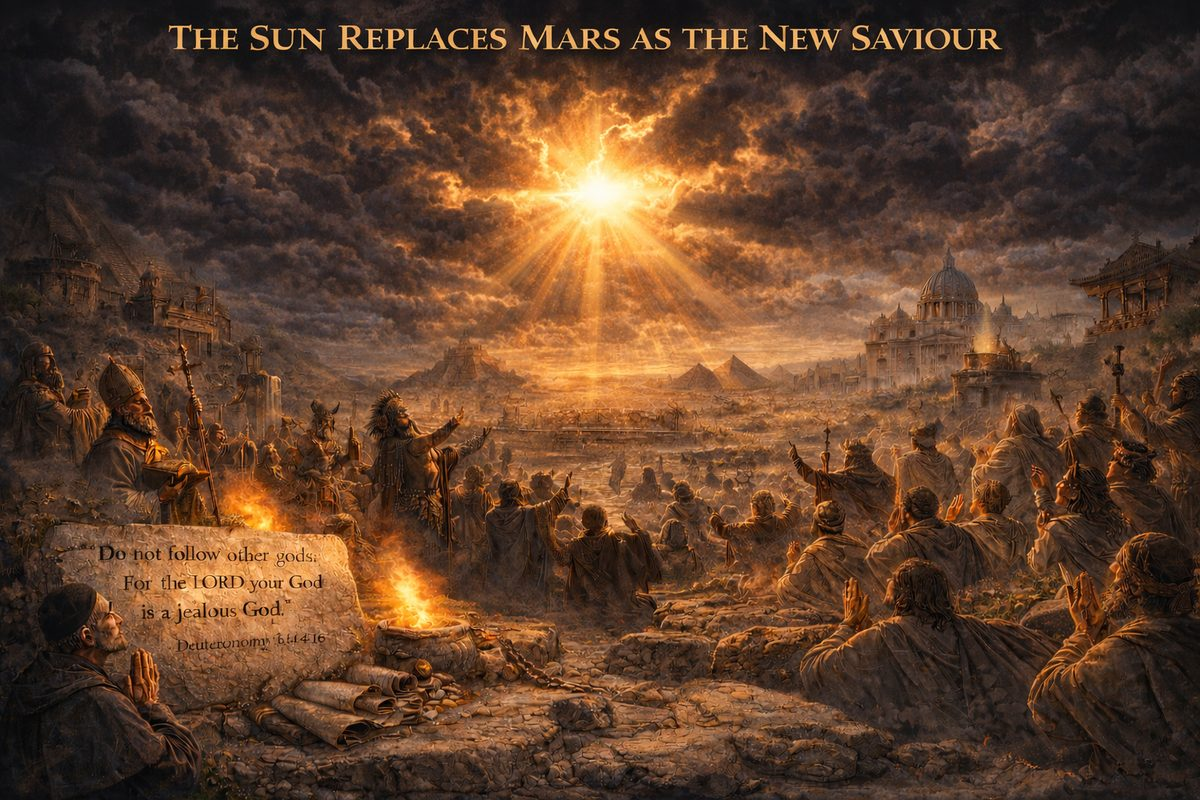 THE SUN REPLACES MARS AS THE NEW SAVIOUR
"Do not follow other gods;
For the LORD your God
is a jealous God."
Deuteronomy